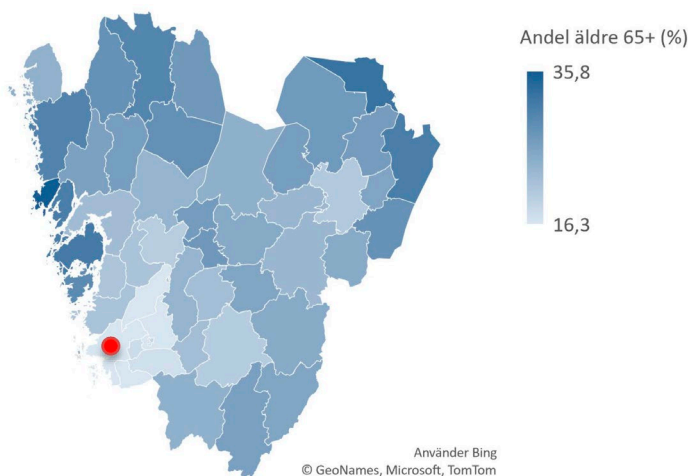 Andel äldre 65+ (%)
35,8
16,3
Använder Bing
© GeoNames, Microsoft, TomTom